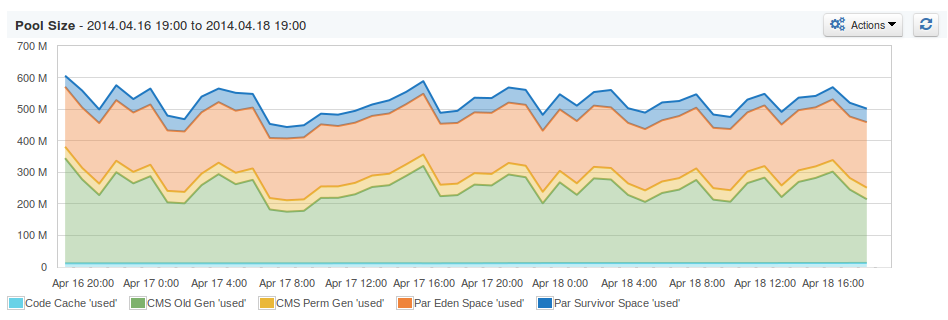 Pool Size - 2014.04.16 19:00 to 2014.04.18 19:00
Actions
700 M
600 M
500 M
400 M
300 M
200 M
100 M
0
Apr 16 20:00 Apr 17 0:00 Apr 17 4:00 Apr 17 8:00 Apr 17 12:00 Apr 17 16:00 Apr 17 20:00 Apr 18 0:00 Apr 18 4:00 Apr 18 8:00 Apr 18 12:00 Apr 18 16:00
Code Cache 'used' CMS Old Gen 'used' CMS Perm Gen 'used' Par Eden Space 'used' Par Survivor Space 'used'